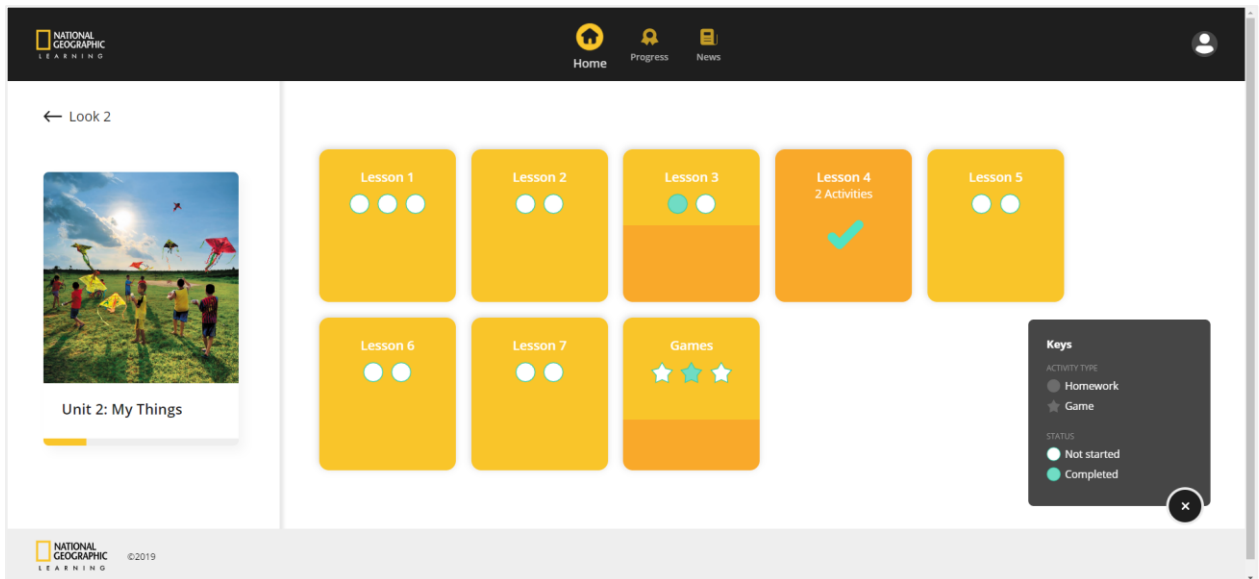 NATIONAL
GEOGRAPHIC
LEARNING
Home
Progress
News
← Look 2
Unit 2: My Things
Lesson 1
Lesson 2
Lesson 3
Lesson 4
2 Activities
Lesson 5
Lesson 6
Lesson 7
Games
Keys
ACTIVITY TYPE
Homework
Game
STATUS
Not started
Completed
NATIONAL
GEOGRAPHIC
LEARNING
©2019